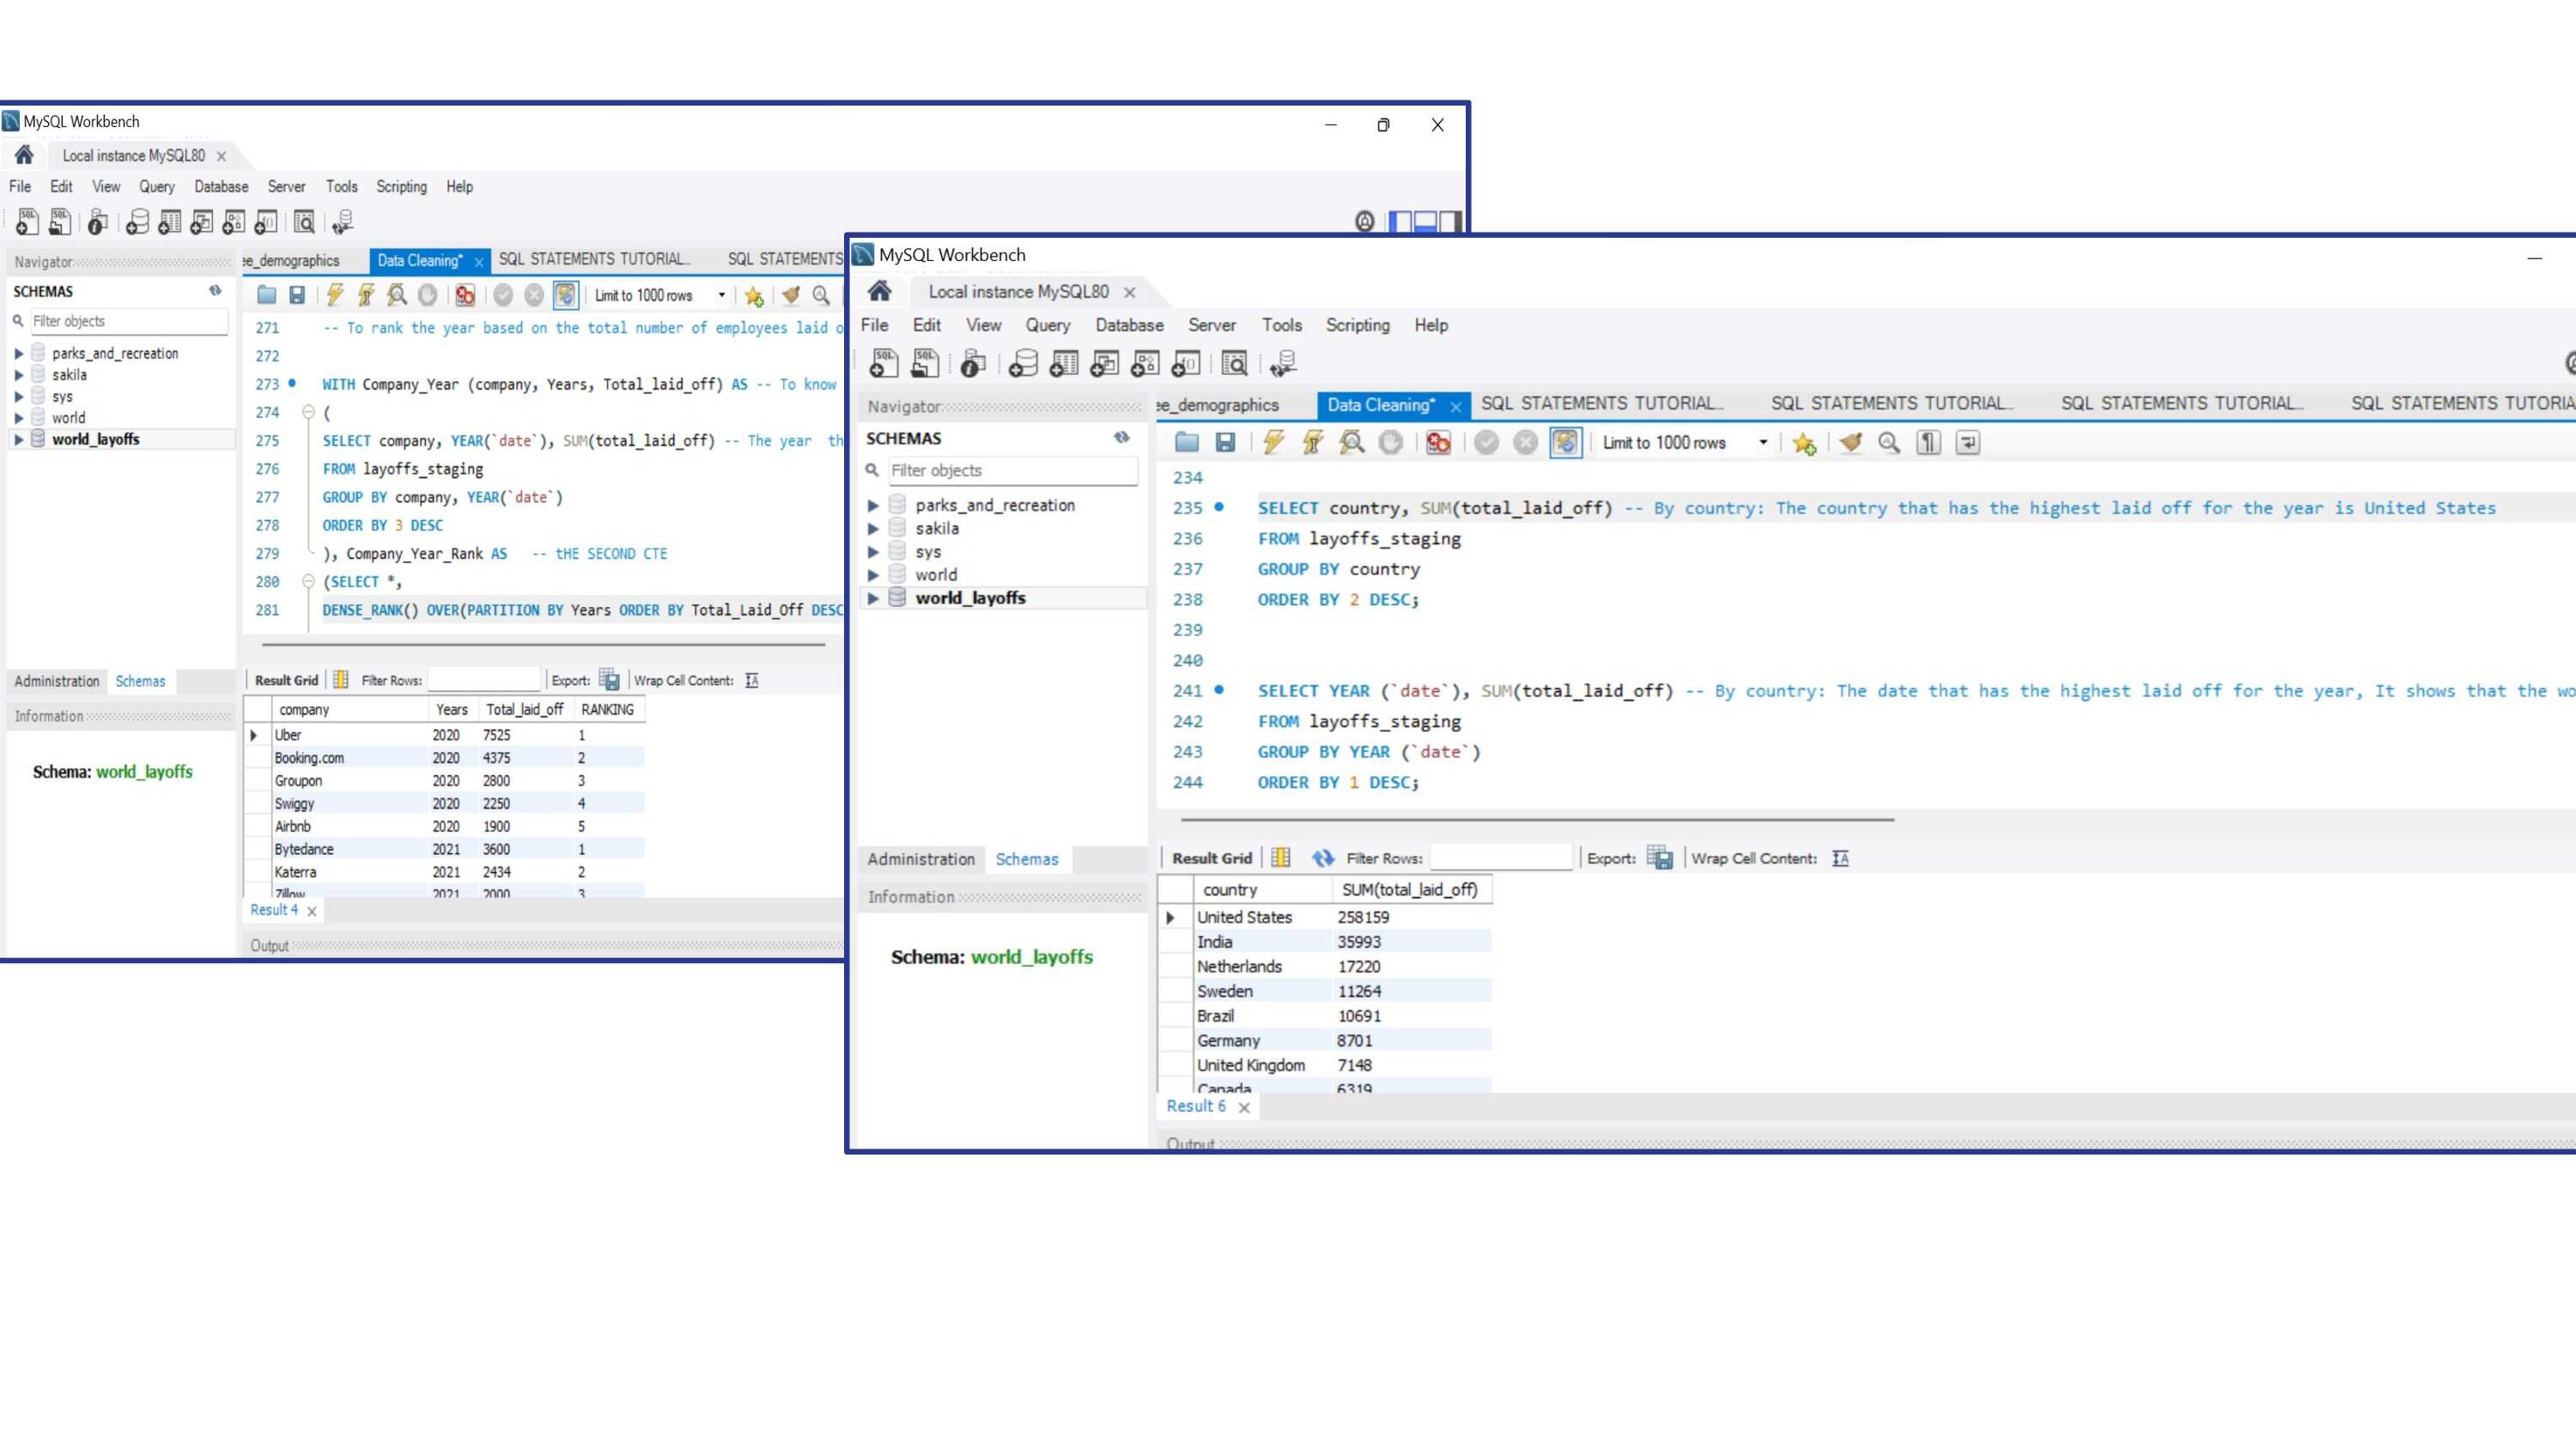 MySQL Workbench
Local instance MySQL80
File Edit View Query Database Server Tools Scripting Help
Navigator
ee_demographics Data Cleaning* SQL STATEMENTS TUTORIAL... SQL STATEMENTS
SCHEMAS
Limit to 1000 rows
Filter objects
parks_and_recreation
sakila
sys
world
world_layoffs
271 -- To rank the year based on the total number of employees laid o
272
273 WITH Company_Year (company, Years, Total_laid_off) AS -- To know
274 (
275 SELECT company, YEAR(`date`), SUM(total_laid_off) -- The year th
276 FROM layoffs_staging
277 GROUP BY company, YEAR(`date`)
278 ORDER BY 3 DESC
279 ), Company_Year_Rank AS -- tHE SECOND CTE
280 (SELECT *,
281 DENSE_RANK() OVER(PARTITION BY Years ORDER BY Total_Laid_Off DESC
Administration Schemas
Information
Schema: world_layoffs
Result Grid Filter Rows: Export: Wrap Cell Content:
company Years Total_laid_off RANKING
Uber 2020 7525 1
Booking.com 2020 4375 2
Groupon 2020 2800 3
Swiggy 2020 2250 4
Airbnb 2020 1900 5
Bytedance 2021 3600 1
Katerra 2021 2434 2
Zillow 2021 2000 3
Result 4
Output
MySQL Workbench
Local instance MySQL80
File Edit View Query Database Server Tools Scripting Help
Navigator
ee_demographics Data Cleaning* SQL STATEMENTS TUTORIAL... SQL STATEMENTS TUTORIAL... SQL STATEMENTS TUTORIAL... SQL STATEMENTS TUTORIA
SCHEMAS
Limit to 1000 rows
Filter objects
parks_and_recreation
sakila
sys
world
world_layoffs
234
235 SELECT country, SUM(total_laid_off) -- By country: The country that has the highest laid off for the year is United States
236 FROM layoffs_staging
237 GROUP BY country
238 ORDER BY 2 DESC;
239
240
241 SELECT YEAR (`date`), SUM(total_laid_off) -- By country: The date that has the highest laid off for the year, It shows that the wo
242 FROM layoffs_staging
243 GROUP BY YEAR (`date`)
244 ORDER BY 1 DESC;
Administration Schemas
Information
Schema: world_layoffs
Result Grid Filter Rows: Export: Wrap Cell Content:
country SUM(total_laid_off)
United States 258159
India 35993
Netherlands 17220
Sweden 11264
Brazil 10691
Germany 8701
United Kingdom 7148
Canada 6319
Result 6
Output